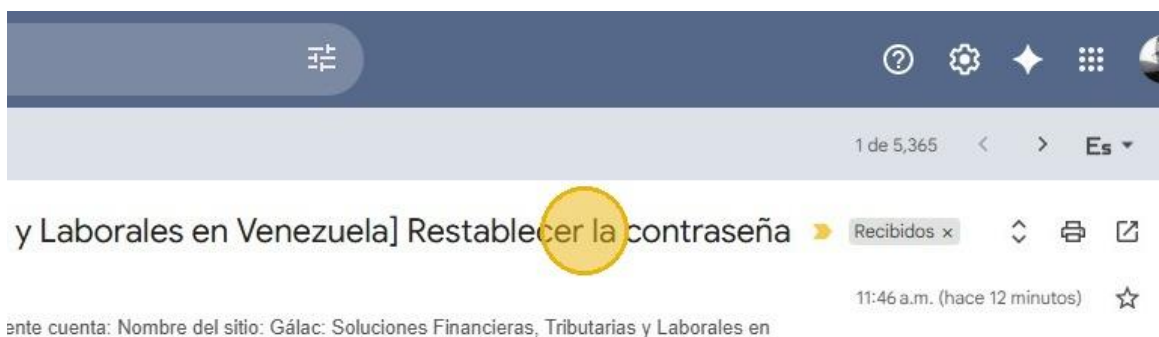 1 de 5,365
Es
y Laborales en Venezuela] Restablecer la contraseña
Recibidos x
11:46 a.m. (hace 12 minutos)
ente cuenta: Nombre del sitio: Gálac: Soluciones Financieras, Tributarias y Laborales en